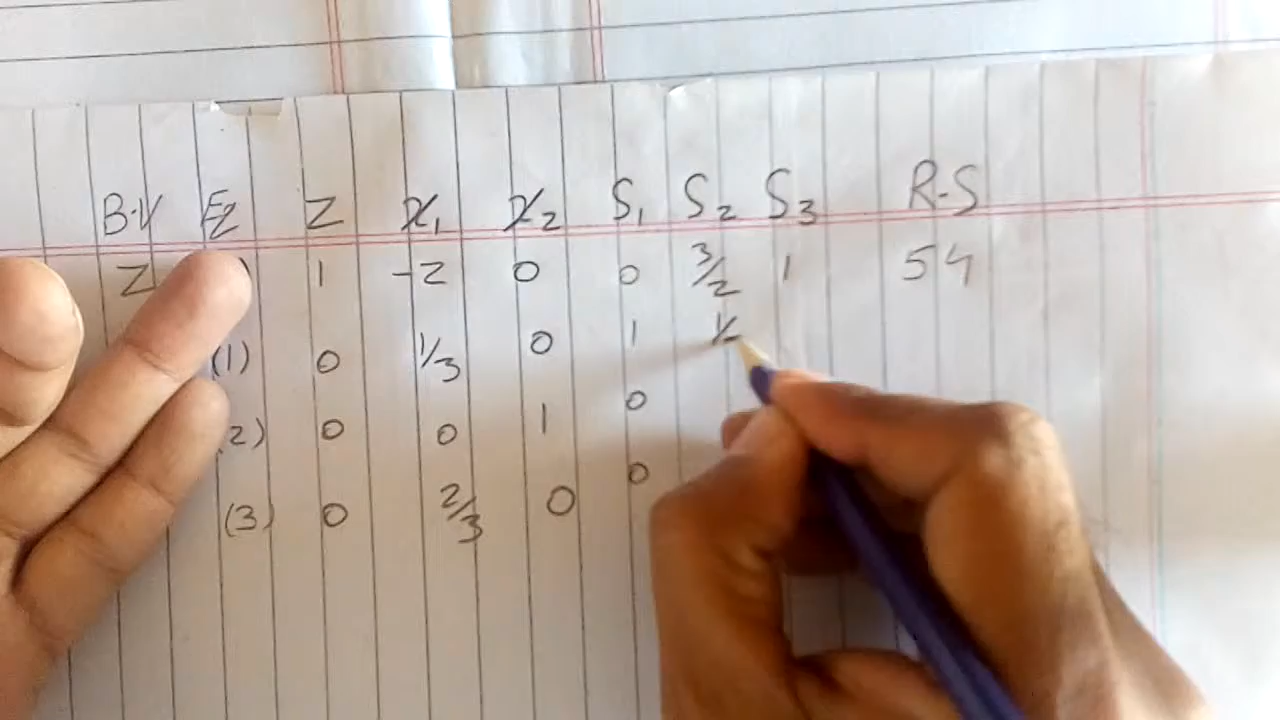 B.V Eq Z x₁ x₂ S₁ S₂ S₃ R.S
Z ) 1 -2 0 0 3/2 1 54
(1) 0 1/3 0 1 1/
2) 0 0 1 0
(3) 0 2/3 0 0